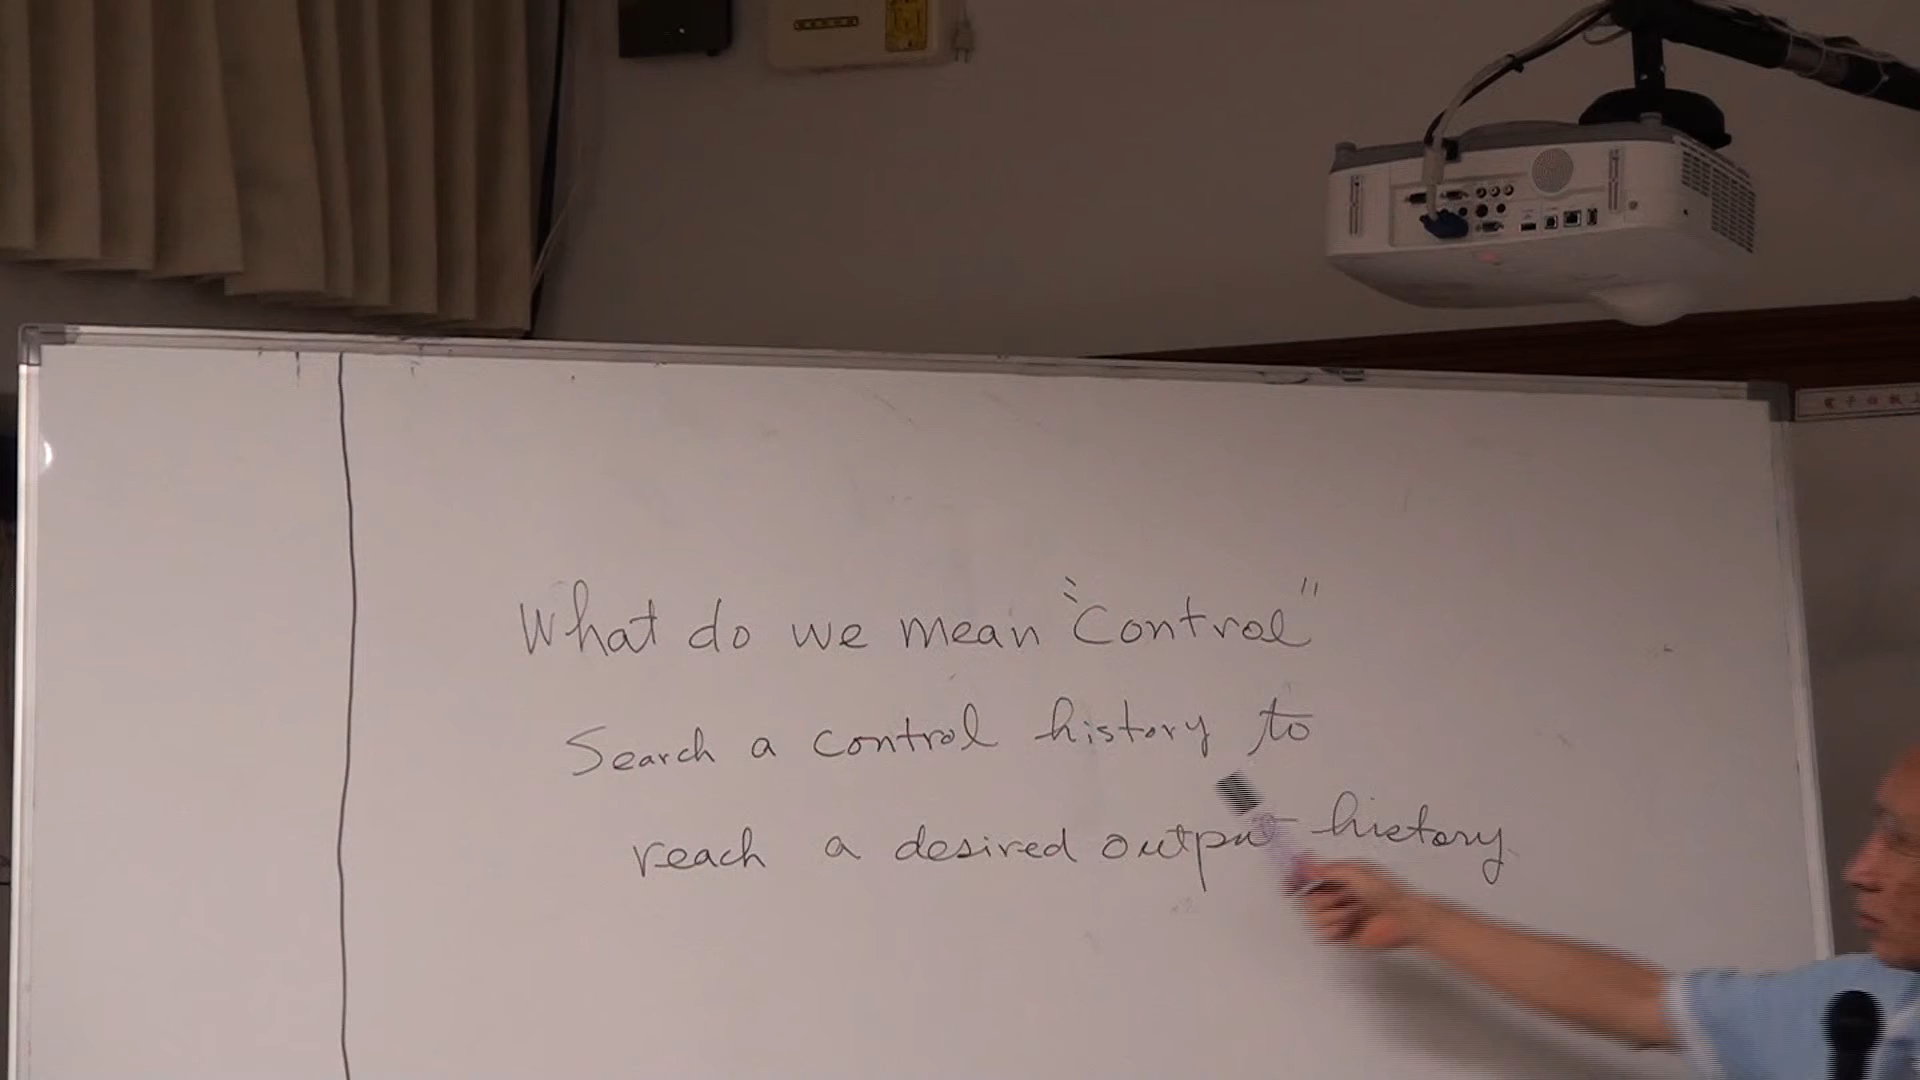 What do we mean "Control"
Search a control history to
reach a desired output history